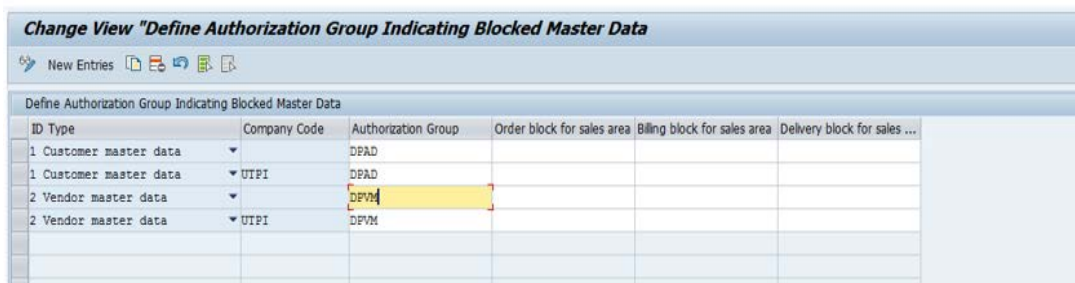 Change View "Define Authorization Group Indicating Blocked Master Data
New Entries
Define Authorization Group Indicating Blocked Master Data
ID Type Company Code Authorization Group Order block for sales area Billing block for sales area Delivery block for sales ...
1 Customer master data DPAD
1 Customer master data UTPI DPAD
2 Vendor master data DPVM
2 Vendor master data UTPI DPVM